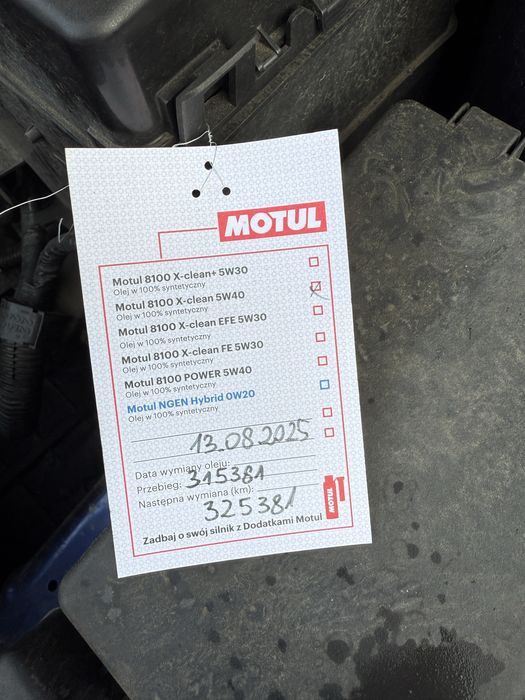 MOTUL
Motul 8100 X-clean+ 5W30
Olej w 100% syntetyczny
Motul 8100 X-clean 5W40
Olej w 100% syntetyczny
Motul 8100 X-clean EFE 5W30
Olej w 100% syntetyczny
Motul 8100 X-clean FE 5W30
Olej w 100% syntetyczny
Motul 8100 POWER 5W40
Olej w 100% syntetyczny
Motul NGEN Hybrid 0W20
Olej w 100% syntetyczny
Data wymiany oleju: 13.08.2025
Przebieg: 315381
Następna wymiana (km): 325381
Zadbaj o swój silnik z Dodatkami Motul
MOTUL